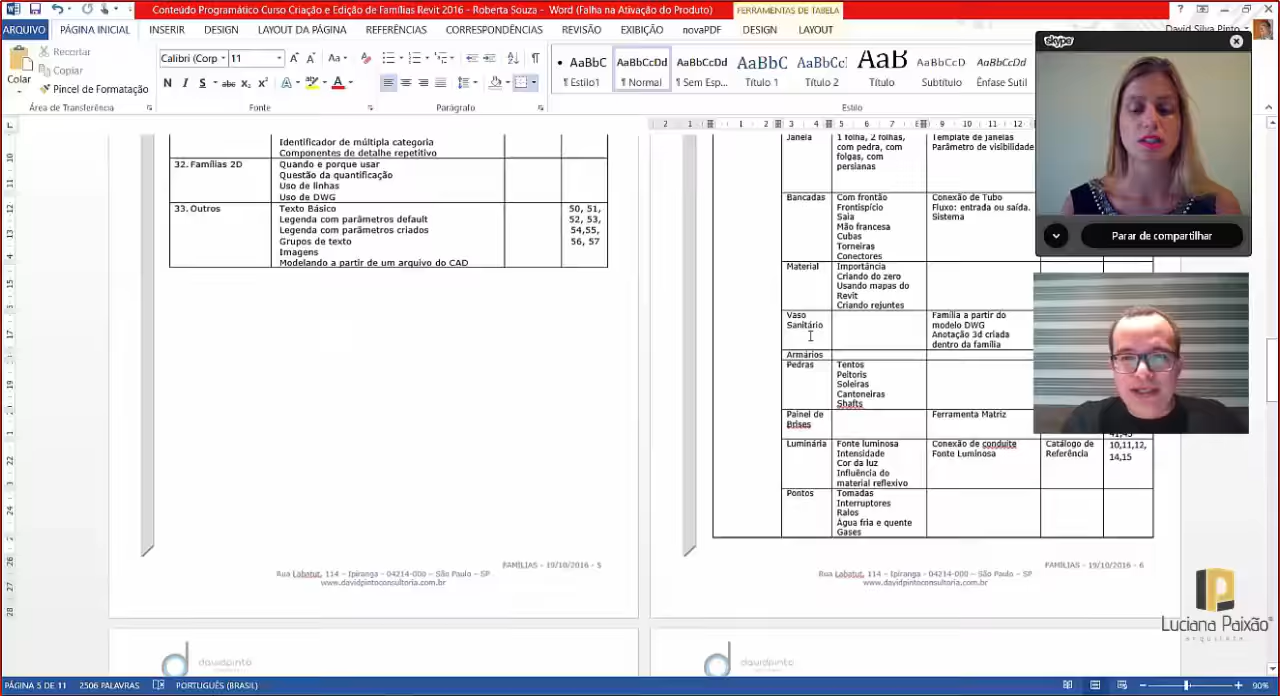 Conteúdo Programático Curso Criação e Edição de Famílias Revit 2016 - Roberta Souza - Word (Falha na Ativação do Produto)
FERRAMENTAS DE TABELA
ARQUIVO PÁGINA INICIAL INSERIR DESIGN LAYOUT DA PÁGINA REFERÊNCIAS CORRESPONDÊNCIAS REVISÃO EXIBIÇÃO novaPDF DESIGN LAYOUT David Silva Pinto
Colar
Recortar
Copiar
Pincel de Formatação
Área de Transferência
Calibri (Corp 11
N I S abc x₂ x²
Fonte
Parágrafo
AaBbC AaBbCcDd AaBbCcDd AaBbC AaBbCc AaB AaBbCcD AaBbCcDd
¶ Estilo1 ¶ Normal ¶ Sem Esp... Título 1 Título 2 Título Subtítulo Ênfase Sutil
Estilo
skype
Parar de compartilhar
Identificador de múltipla categoria
Componentes de detalhe repetitivo
32. Famílias 2D
Quando e porque usar
Questão da quantificação
Uso de linhas
Uso de DWG
33. Outros
Texto Básico
Legenda com parâmetros default
Legenda com parâmetros criados
Grupos de texto
Imagens
Modelando a partir de um arquivo do CAD
50, 51,
52, 53,
54,55,
56, 57
FAMÍLIAS – 19/10/2016 - 5
Rua Labatut, 114 – Ipiranga – 04214-000 – São Paulo – SP
www.davidpintoconsultoria.com.br
Janela
1 folha, 2 folhas,
com pedra, com
folgas, com
persianas
Template de janelas
Parâmetro de visibilidade
Bancadas
Com frontão
Frontispício
Saia
Mão francesa
Cubas
Torneiras
Conectores
Conexão de Tubo
Fluxo: entrada ou saída.
Sistema
Material
Importância
Criando do zero
Usando mapas do
Revit
Criando rejuntes
Vaso
Sanitário
Família a partir do
modelo DWG
Anotação 3d criada
dentro da família
Armários
Pedras
Tentos
Peitoris
Soleiras
Cantoneiras
Shafts
Painel de
Brises
Ferramenta Matriz
Luminária
Fonte luminosa
Intensidade
Cor da luz
Influência do
material reflexivo
Conexão de conduite
Fonte Luminosa
Catálogo de
Referência
10,11,12,
14,15
Pontos
Tomadas
Interruptores
Ralos
Água fria e quente
Gases
FAMÍLIAS – 19/10/2016 - 6
Rua Labatut, 114 – Ipiranga – 04214-000 – São Paulo – SP
www.davidpintoconsultoria.com.br
Luciana Paixão
arquiteta
davidpinto
davidpinto
PÁGINA 5 DE 11 2506 PALAVRAS PORTUGUÊS (BRASIL) 90%